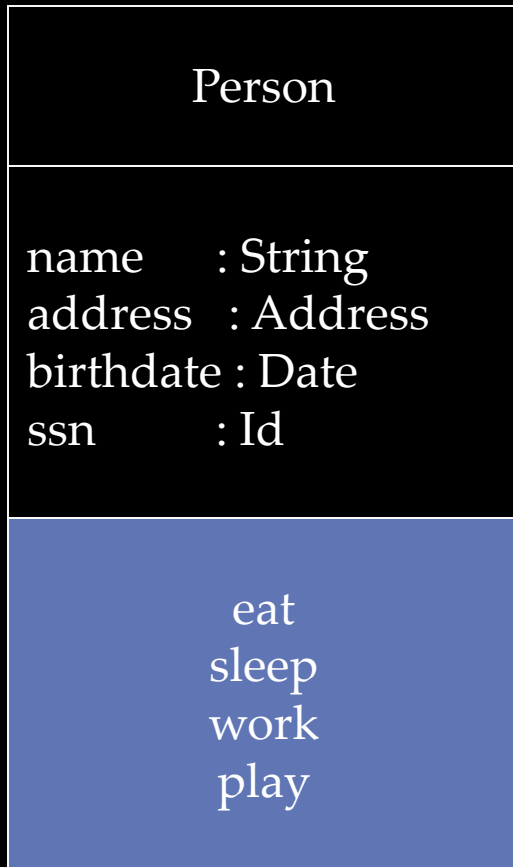 Person
name : String
address : Address
birthdate : Date
ssn : Id
eat
sleep
work
play